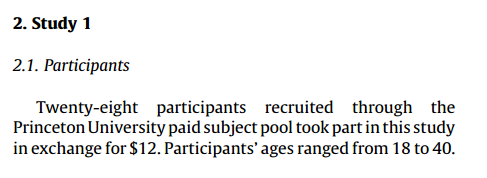 2. Study 1
2.1. Participants
Twenty-eight participants recruited through the
Princeton University paid subject pool took part in this study
in exchange for $12. Participants' ages ranged from 18 to 40.